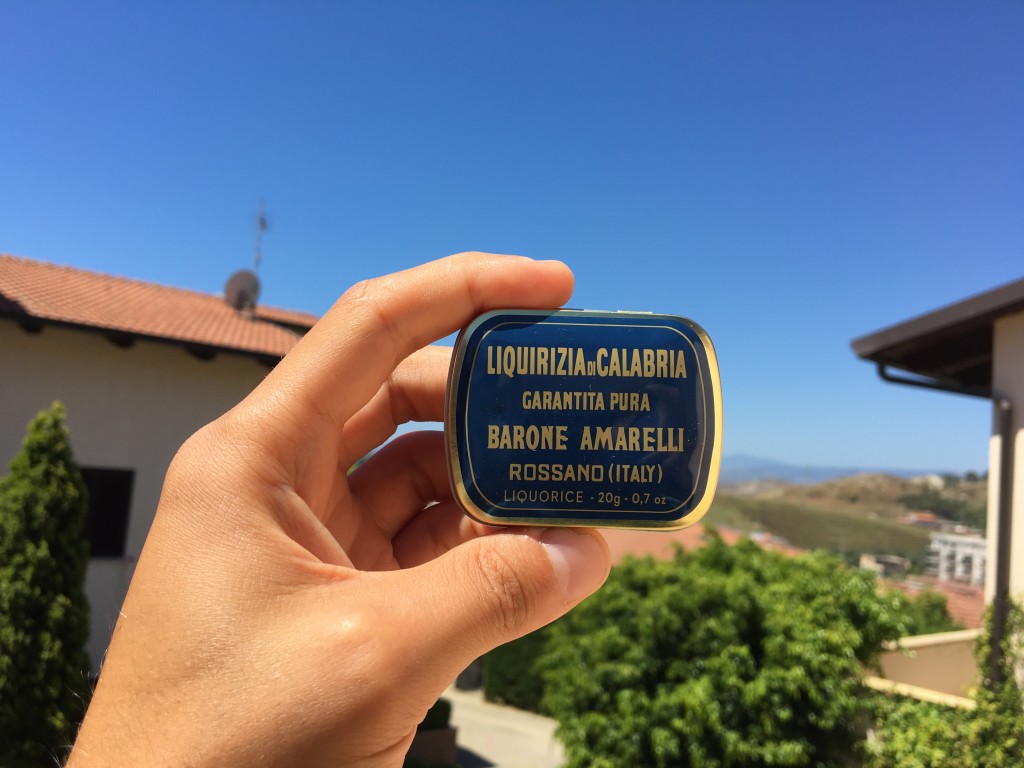 LIQUIRIZIA DI CALABRIA
GARANTITA PURA
BARONE AMARELLI
ROSSANO (ITALY)
LIQUORICE - 20g - 0,7 oz